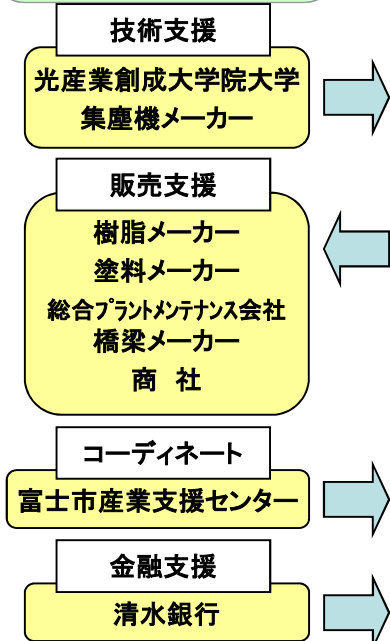 技術支援
光産業創成大学院大学
集塵機メーカー
販売支援
樹脂メーカー
塗料メーカー
総合プラントメンテナンス会社
橋梁メーカー
商 社
コーディネート
富士市産業支援センター
金融支援
清水銀行